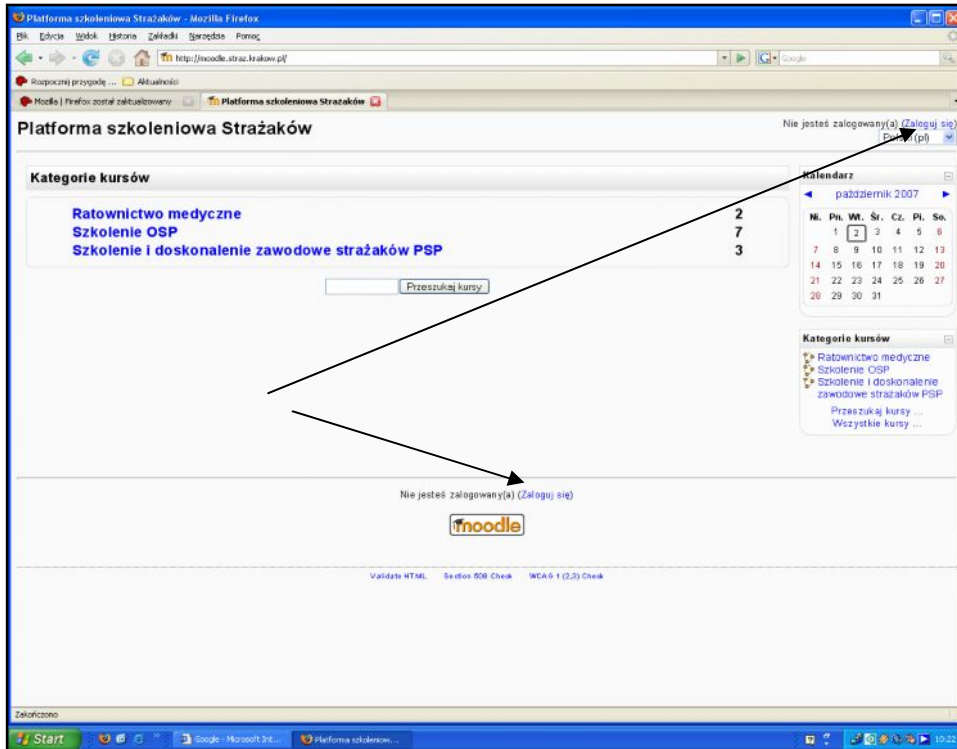 Platforma szkoleniowa Strażaków - Mozilla Firefox
Plik Edycja Widok Historia Zakładki Narzędzia Pomoc
http://moodle.straz.krakow.pl/
Google
Rozpocznij przygodę ... Aktualności
Mozilla | Firefox został zaktualizowany Platforma szkoleniowa Strażaków
Platforma szkoleniowa Strażaków
Nie jesteś zalogowany(a) (Zaloguj się)
Polski (pl)
Kategorie kursów
Ratownictwo medyczne 2
Szkolenie OSP 7
Szkolenie i doskonalenie zawodowe strażaków PSP 3
Przeszukaj kursy
Kalendarz
październik 2007
Ni. Pn. Wt. Śr. Cz. Pi. So.
1 2 3 4 5 6
7 8 9 10 11 12 13
14 15 16 17 18 19 20
21 22 23 24 25 26 27
28 29 30 31
Kategorie kursów
Ratownictwo medyczne
Szkolenie OSP
Szkolenie i doskonalenie
zawodowe strażaków PSP
Przeszukaj kursy ...
Wszystkie kursy ...
Nie jesteś zalogowany(a) (Zaloguj się)
moodle
Validate HTML Section 508 Check WCAG 1 (2,3) Check
Zakończono
Start Google - Microsoft Int... Platforma szkoleniow... 10:22